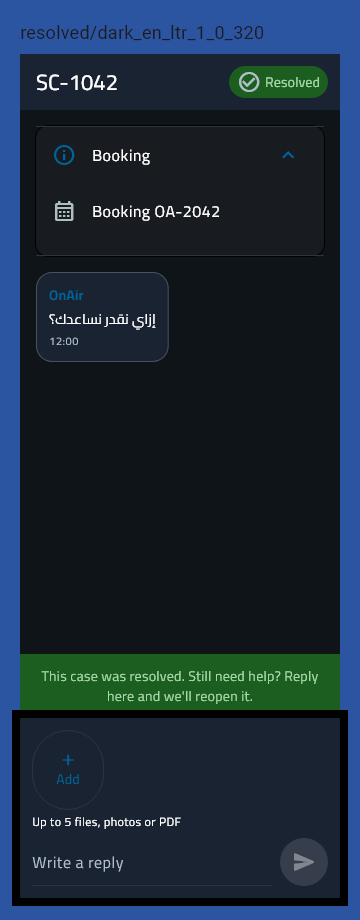 resolved/dark_en_ltr_1_0_320
SC-1042
Resolved
Booking
Booking OA-2042
OnAir
إزاي نقدر نساعدك؟
12:00
This case was resolved. Still need help? Reply
here and we'll reopen it.
Add
Up to 5 files, photos or PDF
Write a reply